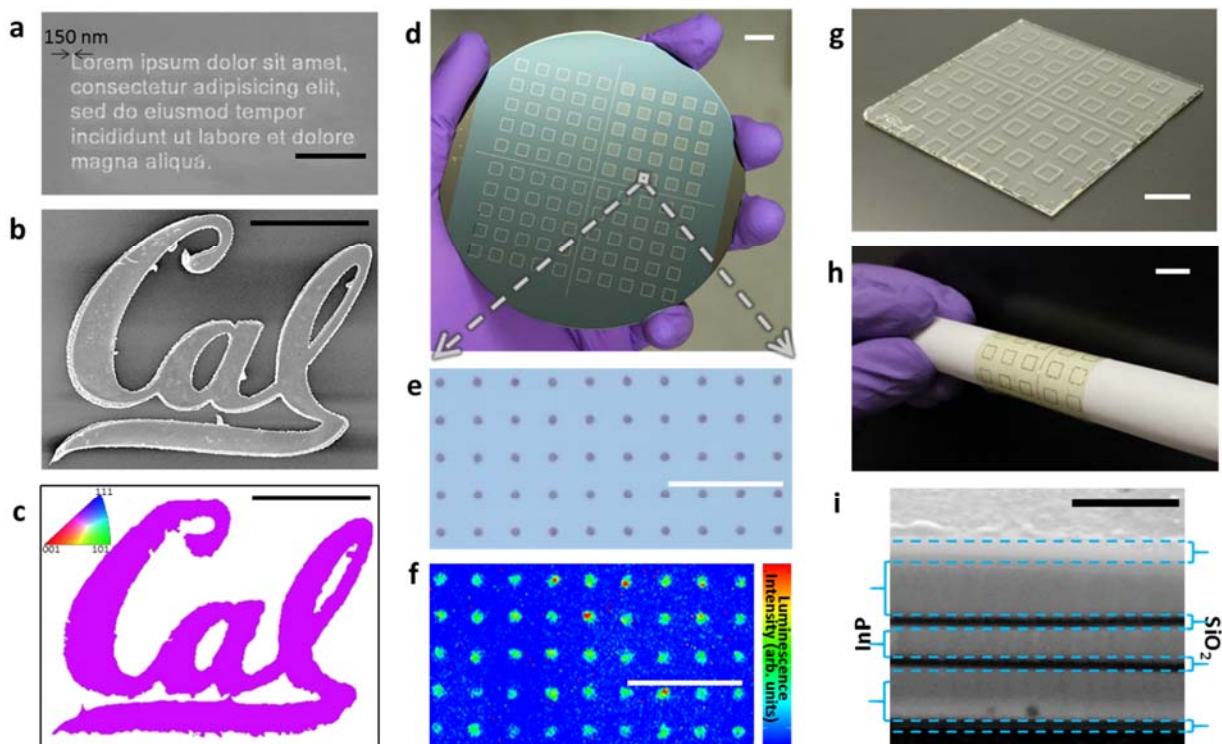 a
150 nm
Lorem ipsum dolor sit amet,
consectetur adipisicing elit,
sed do eiusmod tempor
incididunt ut labore et dolore
magna aliqua.
b
Cal
c
111
001 101
Cal
d
e
f
Luminescence
Intensity (arb. units)
g
h
i
InP
SiO₂